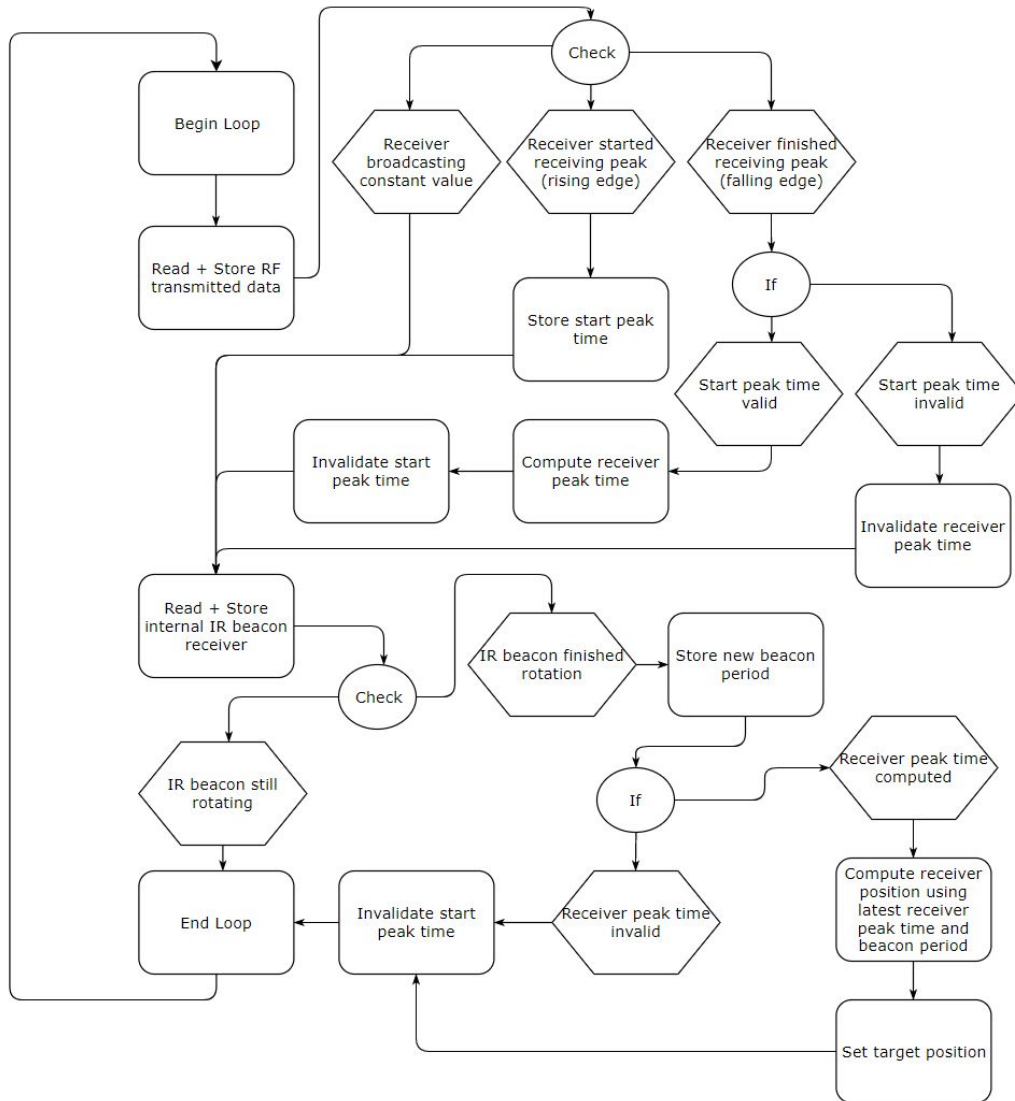 Check
Begin Loop
Receiver
broadcasting
constant value
Receiver started
receiving peak
(rising edge)
Receiver finished
receiving peak
(falling edge)
Read + Store RF
transmitted data
If
Store start peak
time
Start peak time
valid
Start peak time
invalid
Invalidate start
peak time
Compute receiver
peak time
Invalidate receiver
peak time
Read + Store
internal IR beacon
receiver
Check
IR beacon finished
rotation
Store new beacon
period
IR beacon still
rotating
If
Receiver peak time
computed
End Loop
Invalidate start
peak time
Receiver peak time
invalid
Compute receiver
position using
latest receiver
peak time and
beacon period
Set target position